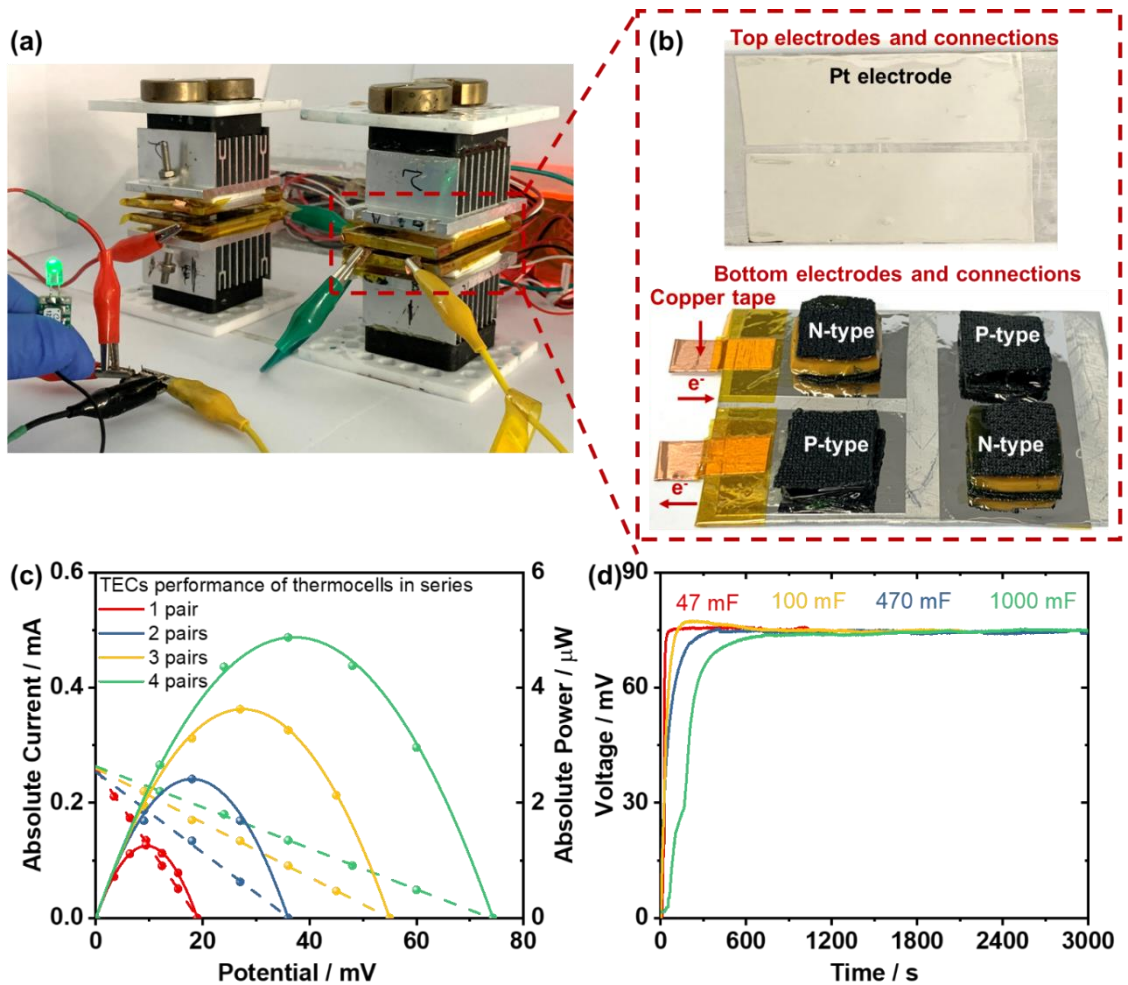 (a)
(b)
Top electrodes and connections
Pt electrode
Bottom electrodes and connections
Copper tape
N-type
P-type
e-
P-type
N-type
e-
(c)
TECs performance of thermocells in series
1 pair
2 pairs
3 pairs
4 pairs
Absolute Current / mA
0.6
0.4
0.2
0.0
Absolute Power / μW
6
4
2
0
0 20 40 60 80
Potential / mV
(d)
47 mF 100 mF 470 mF 1000 mF
Voltage / mV
90
60
30
0
0 600 1200 1800 2400 3000
Time / s